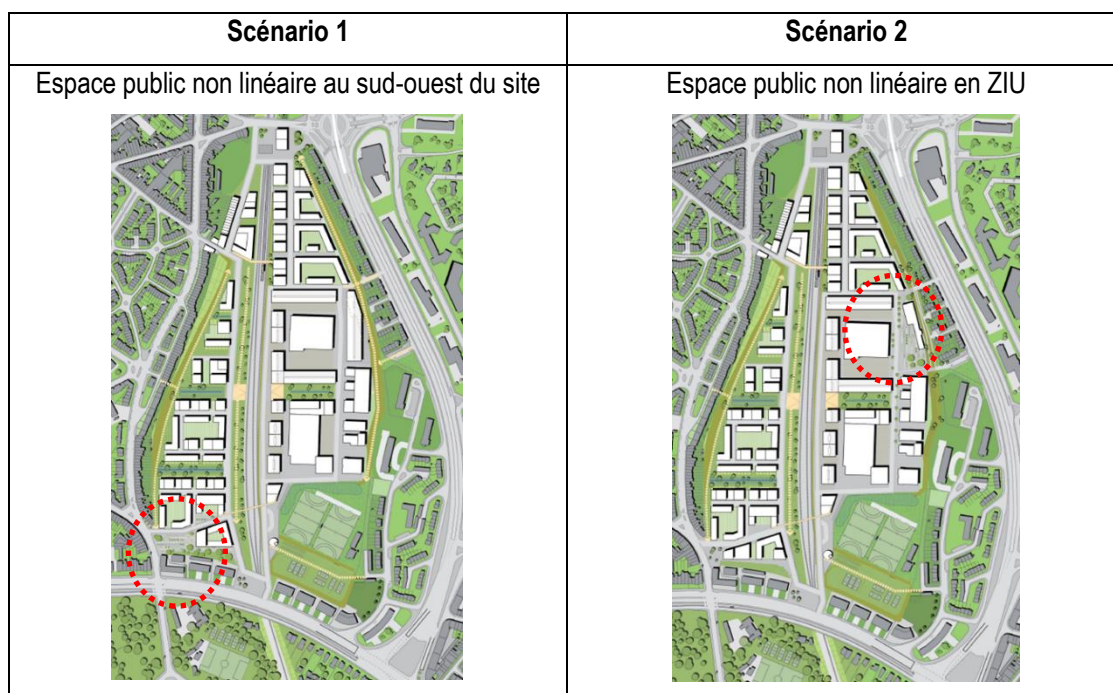 Scénario 1
Scénario 2
Espace public non linéaire au sud-ouest du site
Espace public non linéaire en ZIU